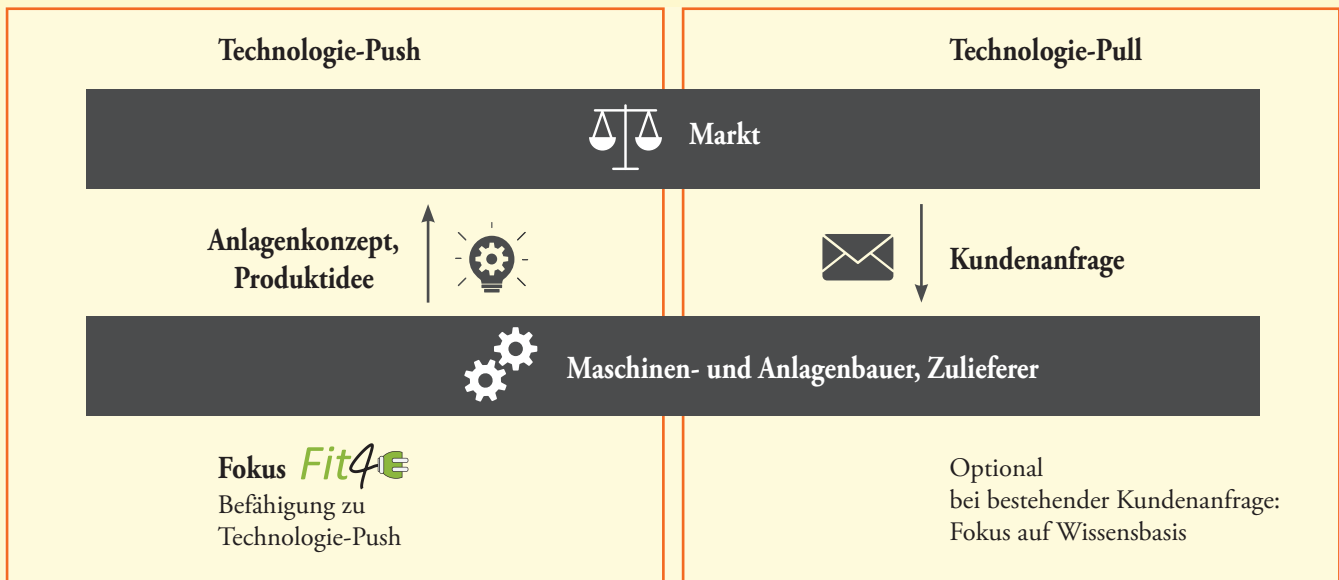 Technologie-Push
Technologie-Pull
Markt
Anlagenkonzept,
Produktidee
Kundenanfrage
Maschinen- und Anlagenbauer, Zulieferer
Fokus Fit4E
Befähigung zu
Technologie-Push
Optional
bei bestehender Kundenanfrage:
Fokus auf Wissensbasis